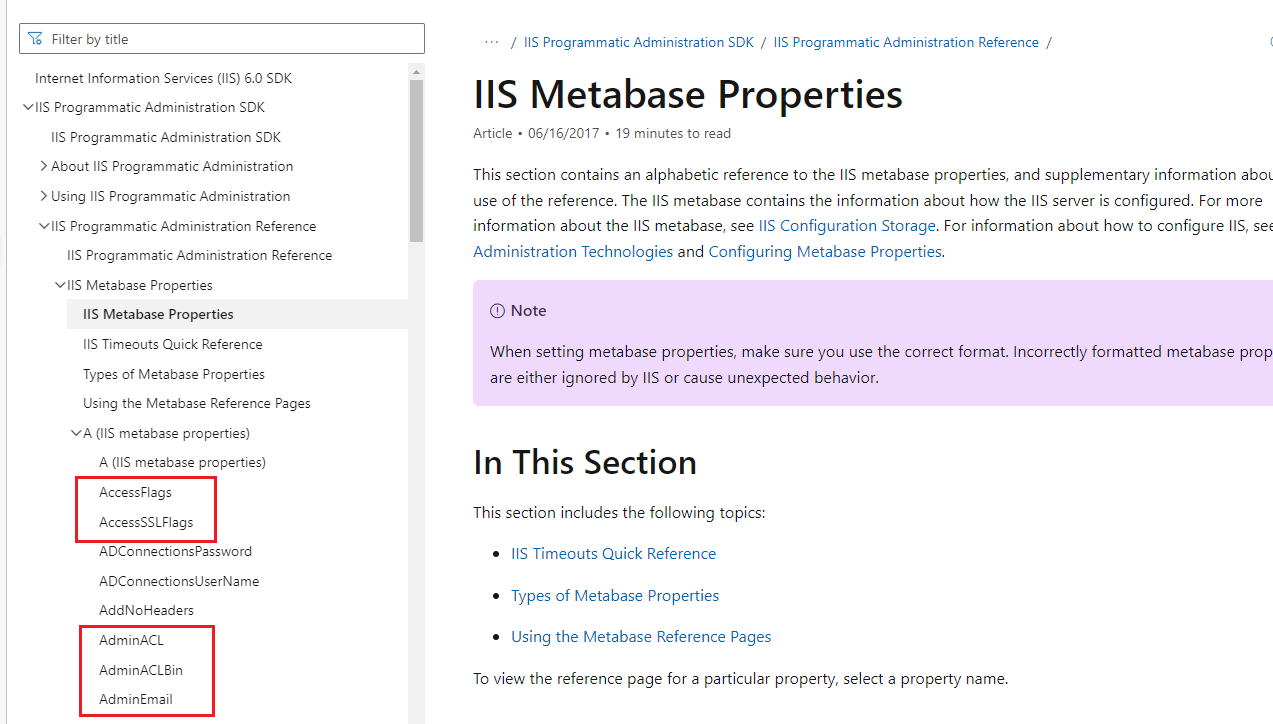 Filter by title
Internet Information Services (IIS) 6.0 SDK
IIS Programmatic Administration SDK
IIS Programmatic Administration SDK
About IIS Programmatic Administration
Using IIS Programmatic Administration
IIS Programmatic Administration Reference
IIS Programmatic Administration Reference
IIS Metabase Properties
IIS Metabase Properties
IIS Timeouts Quick Reference
Types of Metabase Properties
Using the Metabase Reference Pages
A (IIS metabase properties)
A (IIS metabase properties)
AccessFlags
AccessSSLFlags
ADConnectionsPassword
ADConnectionsUserName
AddNoHeaders
AdminACL
AdminACLBin
AdminEmail
··· / IIS Programmatic Administration SDK / IIS Programmatic Administration Reference /
IIS Metabase Properties
Article • 06/16/2017 • 19 minutes to read
This section contains an alphabetic reference to the IIS metabase properties, and supplementary information abou
use of the reference. The IIS metabase contains the information about how the IIS server is configured. For more
information about the IIS metabase, see IIS Configuration Storage. For information about how to configure IIS, see
Administration Technologies and Configuring Metabase Properties.
Note
When setting metabase properties, make sure you use the correct format. Incorrectly formatted metabase prop
are either ignored by IIS or cause unexpected behavior.
In This Section
This section includes the following topics:
• IIS Timeouts Quick Reference
• Types of Metabase Properties
• Using the Metabase Reference Pages
To view the reference page for a particular property, select a property name.